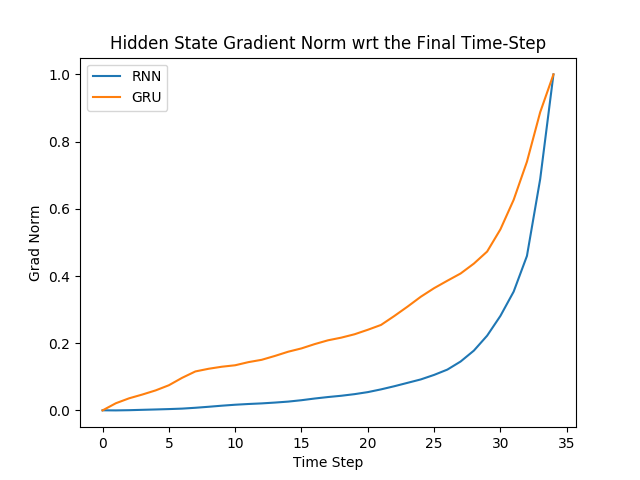 Hidden State Gradient Norm wrt the Final Time-Step
RNN
GRU
Grad Norm
1.0
0.8
0.6
0.4
0.2
0.0
0 5 10 15 20 25 30 35
Time Step